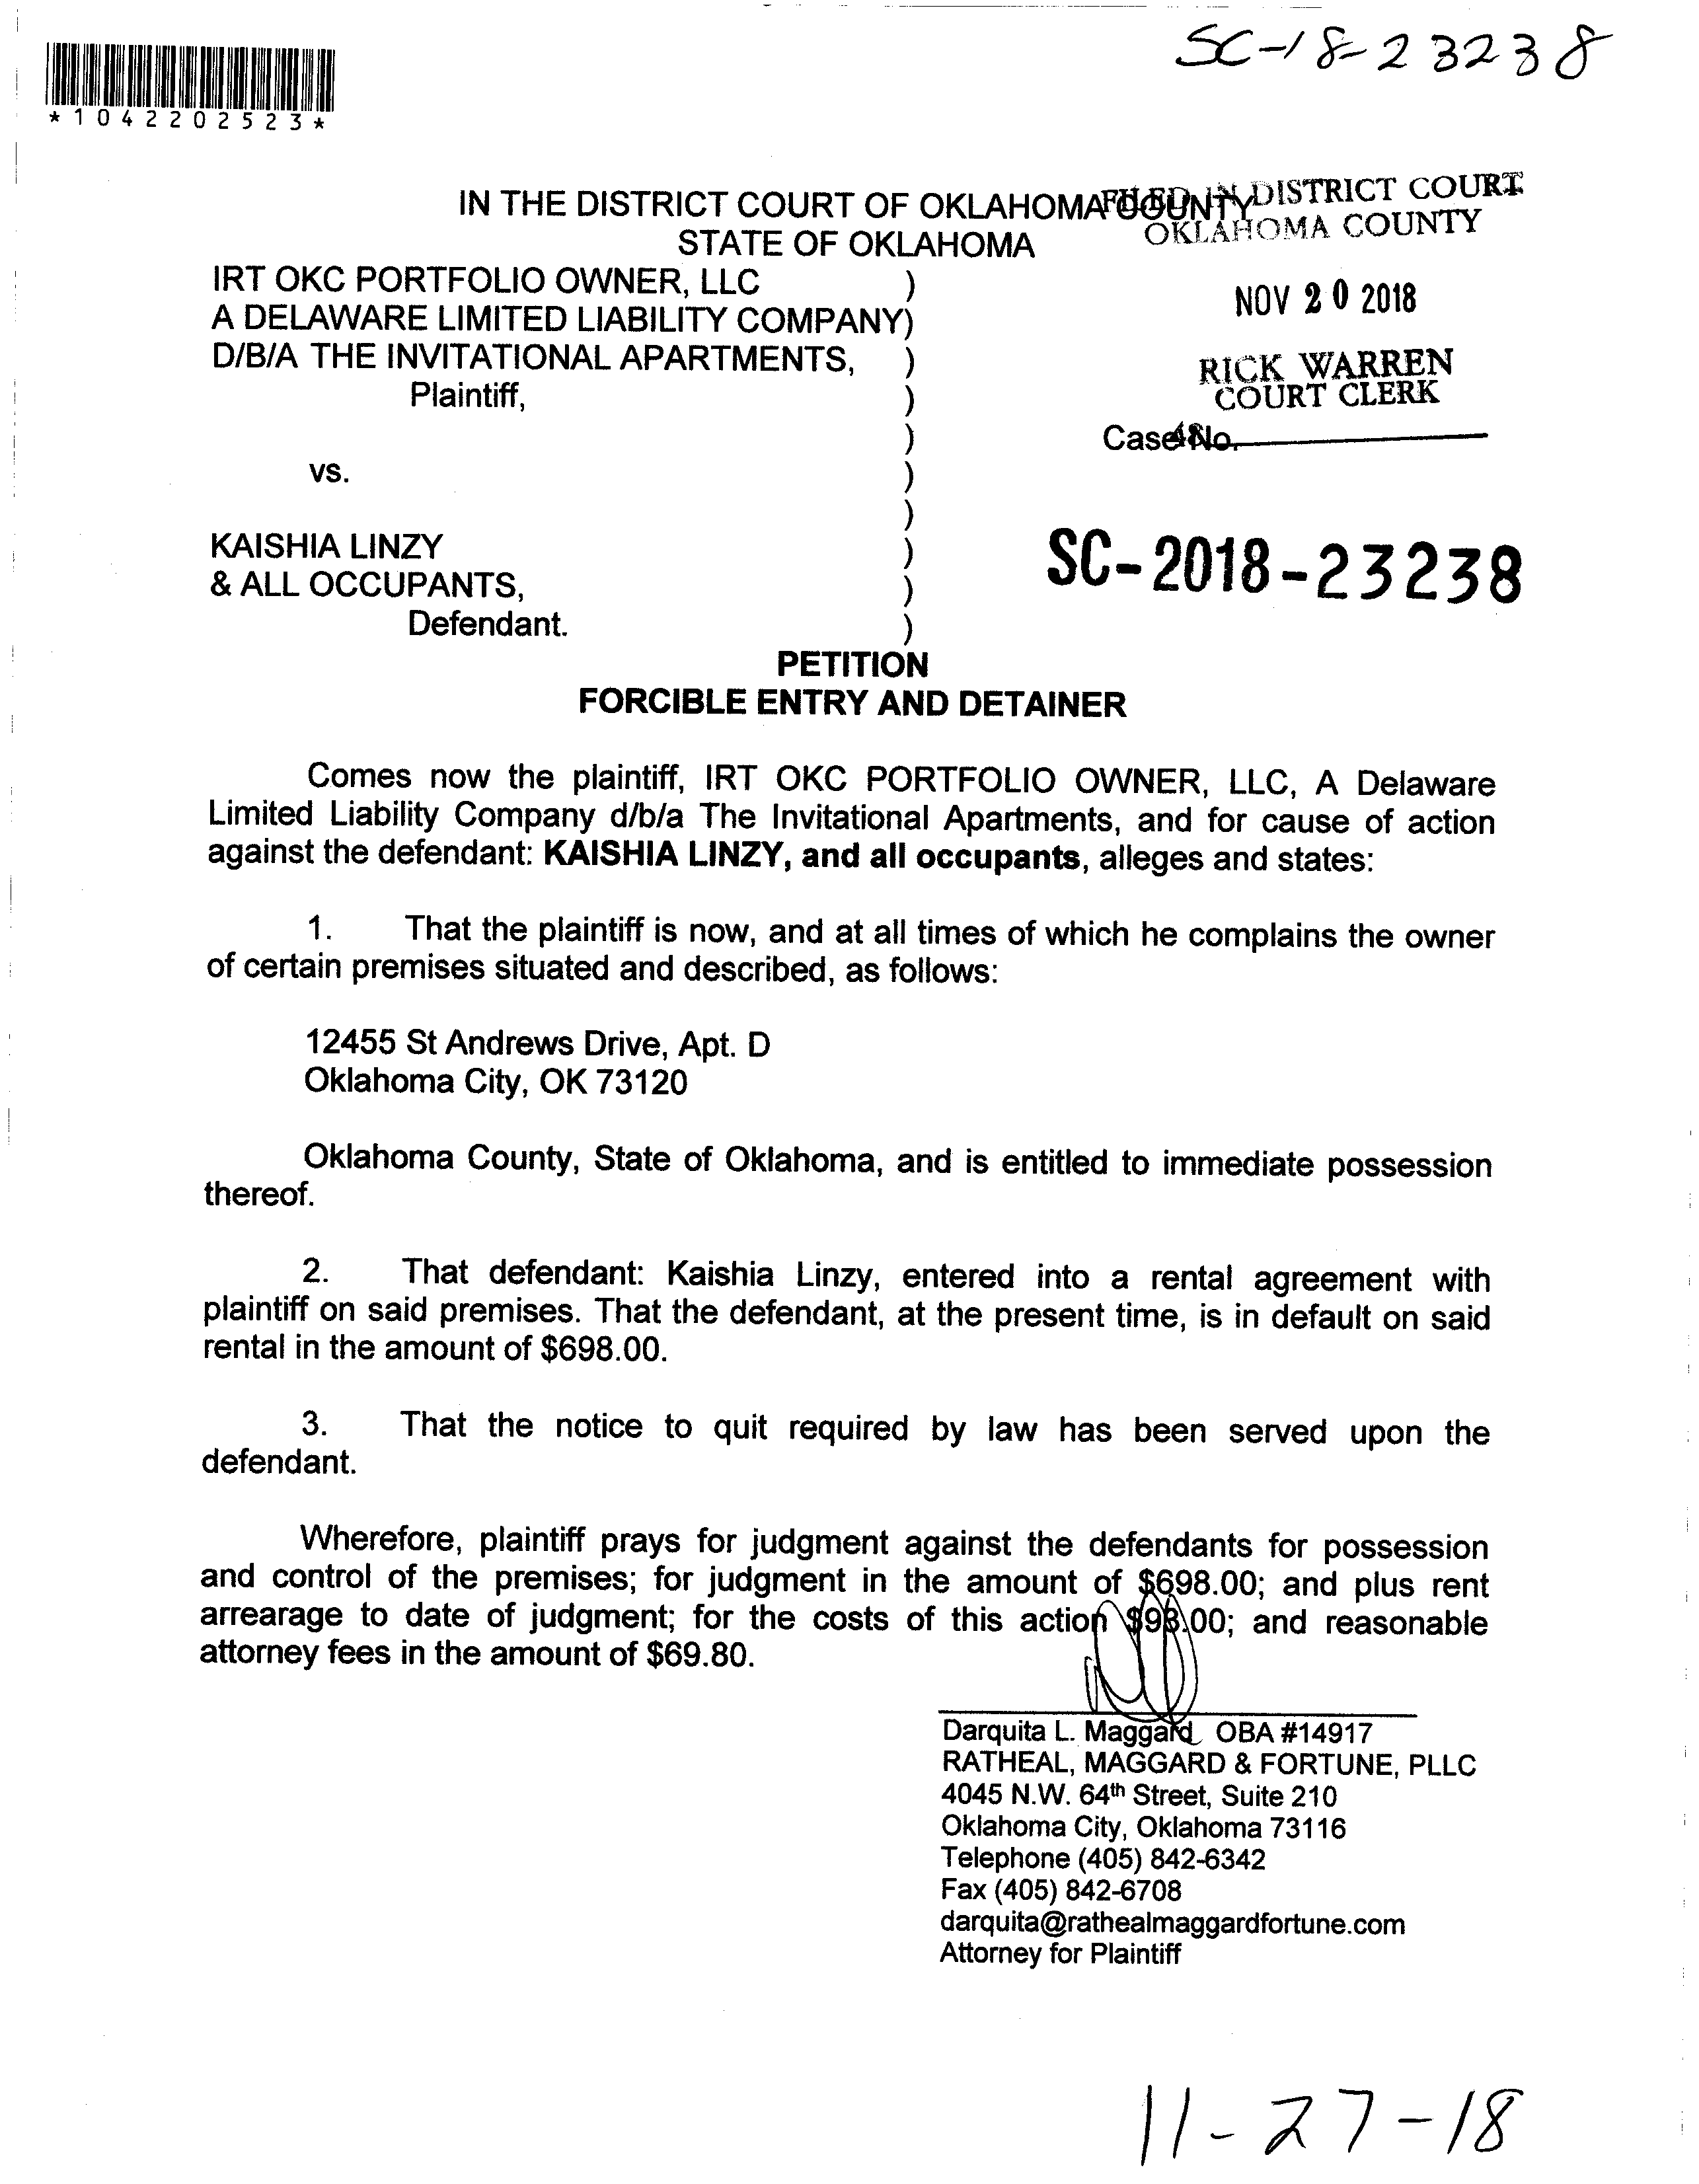 SC-18-23238
*1042202523*
IN THE DISTRICT COURT OF OKLAHOMA COUNTY
STATE OF OKLAHOMA
FILED IN DISTRICT COURT
OKLAHOMA COUNTY
NOV 20 2018
RICK WARREN
COURT CLERK
IRT OKC PORTFOLIO OWNER, LLC )
A DELAWARE LIMITED LIABILITY COMPANY)
D/B/A THE INVITATIONAL APARTMENTS, )
Plaintiff, )
) Case No.
vs. )
)
KAISHIA LINZY )
& ALL OCCUPANTS, )
Defendant. )
SC-2018-23238
PETITION
FORCIBLE ENTRY AND DETAINER
Comes now the plaintiff, IRT OKC PORTFOLIO OWNER, LLC, A Delaware
Limited Liability Company d/b/a The Invitational Apartments, and for cause of action
against the defendant: KAISHIA LINZY, and all occupants, alleges and states:
1. That the plaintiff is now, and at all times of which he complains the owner
of certain premises situated and described, as follows:
12455 St Andrews Drive, Apt. D
Oklahoma City, OK 73120
Oklahoma County, State of Oklahoma, and is entitled to immediate possession
thereof.
2. That defendant: Kaishia Linzy, entered into a rental agreement with
plaintiff on said premises. That the defendant, at the present time, is in default on said
rental in the amount of $698.00.
3. That the notice to quit required by law has been served upon the
defendant.
Wherefore, plaintiff prays for judgment against the defendants for possession
and control of the premises; for judgment in the amount of $698.00; and plus rent
arrearage to date of judgment; for the costs of this action $93.00; and reasonable
attorney fees in the amount of $69.80.
Darquita L. Maggard OBA #14917
RATHEAL, MAGGARD & FORTUNE, PLLC
4045 N.W. 64th Street, Suite 210
Oklahoma City, Oklahoma 73116
Telephone (405) 842-6342
Fax (405) 842-6708
darquita@rathealmaggardfortune.com
Attorney for Plaintiff
11-27-18